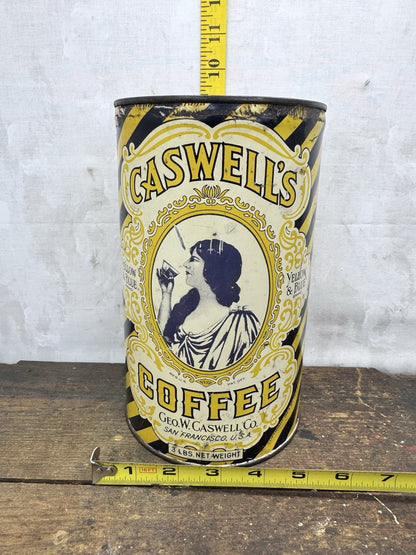 10
CASWELL'S
YELLOW & BLUE
YELLOW & BLUE
COFFEE
GEO. W. CASWELL CO.
SAN FRANCISCO, U.S.A.
3 LBS. NET WEIGHT
1 16FT 2 3 4 5 6 7